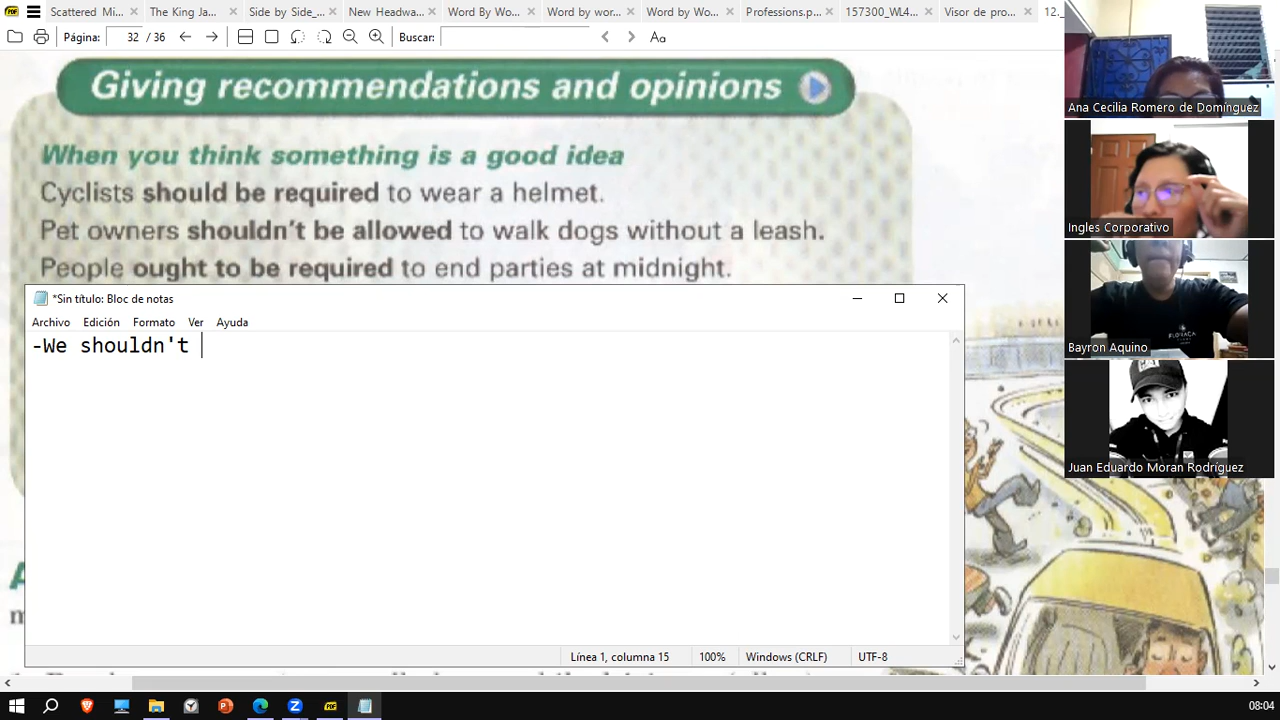 Scattered Mi...
The King Ja...
Side by Side_...
New Headwa...
Word By Wo...
Word by wor...
Word by Wo...
Professions.p...
157300_WL4...
Visor de pro...
12._
Página:
32 / 36
Buscar:
Aa
Giving recommendations and opinions
When you think something is a good idea
Cyclists should be required to wear a helmet.
Pet owners shouldn't be allowed to walk dogs without a leash.
People ought to be required to end parties at midnight.
*Sin título: Bloc de notas
Archivo Edición Formato Ver Ayuda
-We shouldn't
Línea 1, columna 15
100%
Windows (CRLF)
UTF-8
Ana Cecilia Romero de Domínguez
Ingles Corporativo
Bayron Aquino
Juan Eduardo Moran Rodríguez
08:04